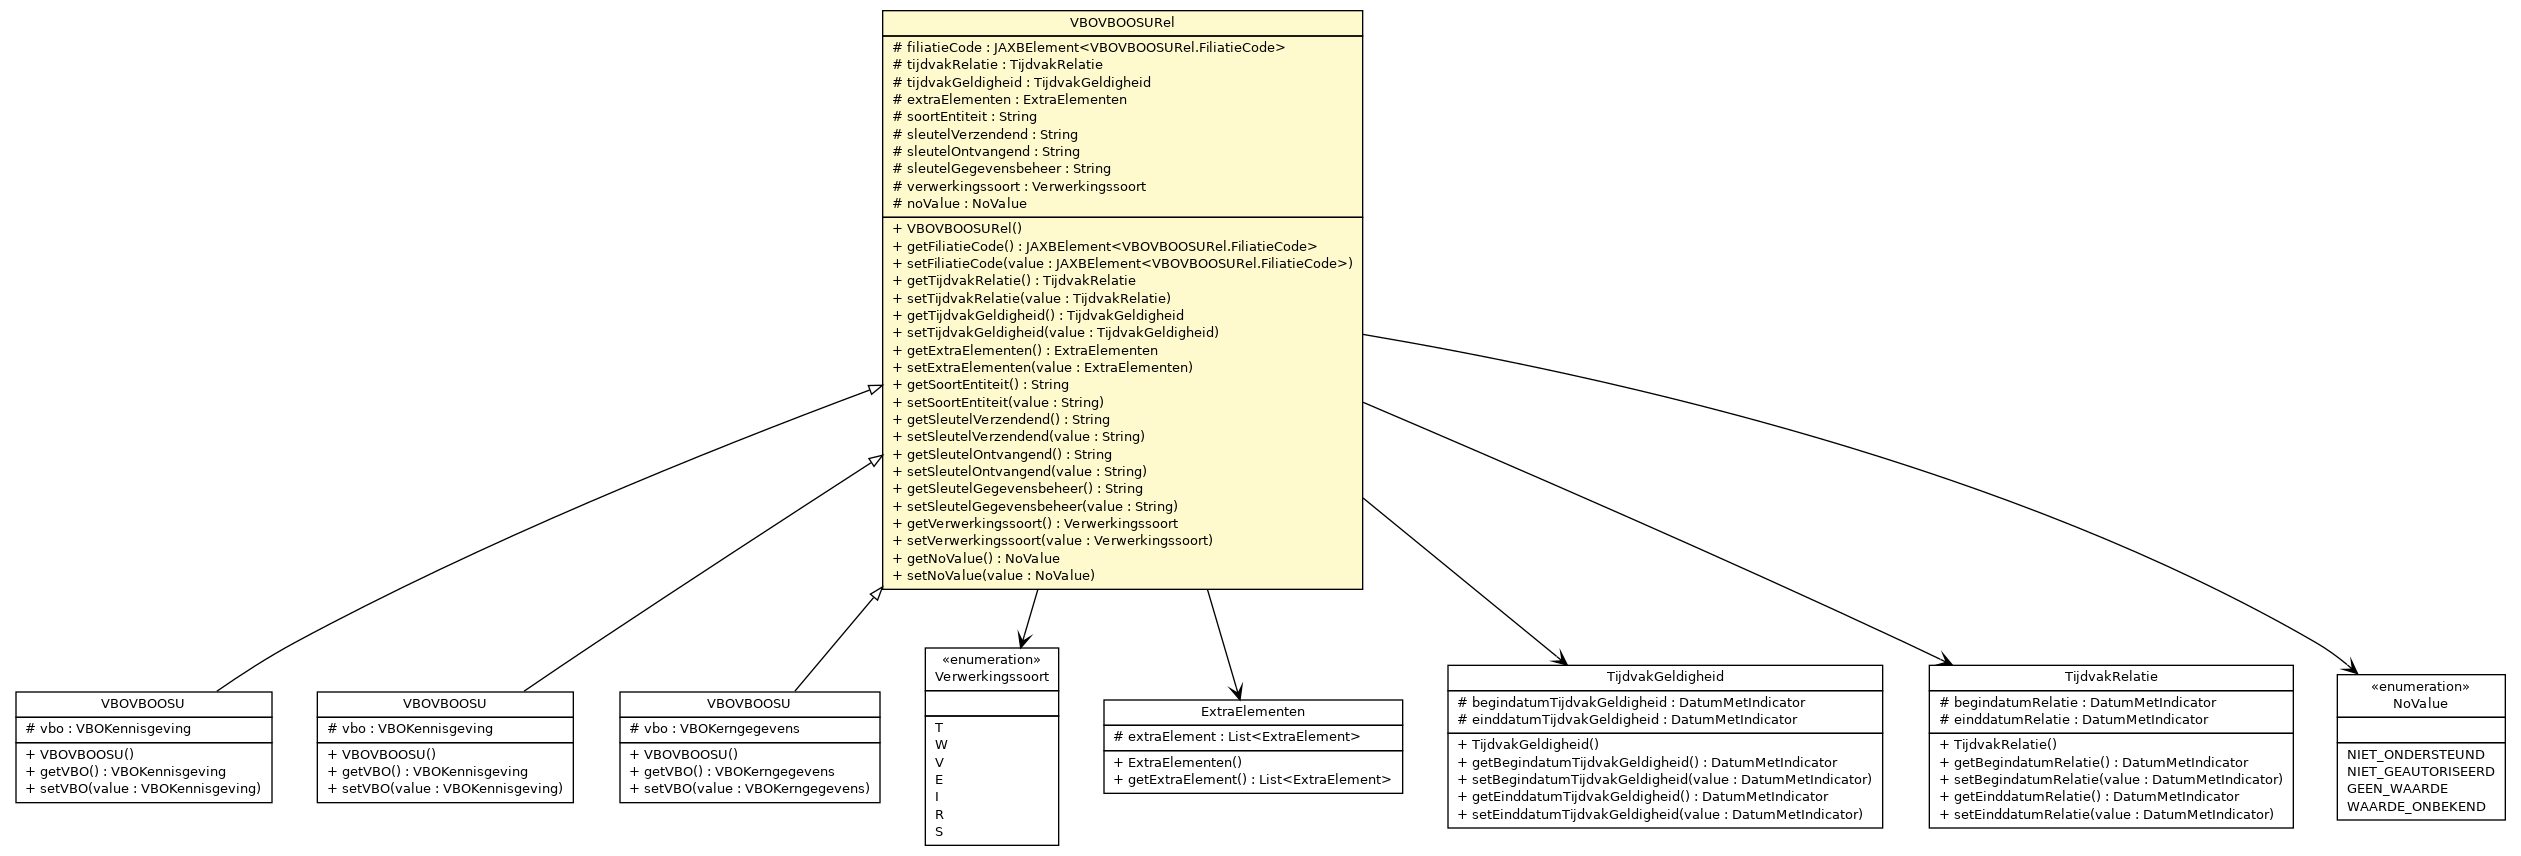 VBOVBOOSURel
# filiatieCode : JAXBElement<VBOVBOOSURel.FiliatieCode>
# tijdvakRelatie : TijdvakRelatie
# tijdvakGeldigheid : TijdvakGeldigheid
# extraElementen : ExtraElementen
# soortEntiteit : String
# sleutelVerzendend : String
# sleutelOntvangend : String
# sleutelGegevensbeheer : String
# verwerkingssoort : Verwerkingssoort
# noValue : NoValue
+ VBOVBOOSURel()
+ getFiliatieCode() : JAXBElement<VBOVBOOSURel.FiliatieCode>
+ setFiliatieCode(value : JAXBElement<VBOVBOOSURel.FiliatieCode>)
+ getTijdvakRelatie() : TijdvakRelatie
+ setTijdvakRelatie(value : TijdvakRelatie)
+ getTijdvakGeldigheid() : TijdvakGeldigheid
+ setTijdvakGeldigheid(value : TijdvakGeldigheid)
+ getExtraElementen() : ExtraElementen
+ setExtraElementen(value : ExtraElementen)
+ getSoortEntiteit() : String
+ setSoortEntiteit(value : String)
+ getSleutelVerzendend() : String
+ setSleutelVerzendend(value : String)
+ getSleutelOntvangend() : String
+ setSleutelOntvangend(value : String)
+ getSleutelGegevensbeheer() : String
+ setSleutelGegevensbeheer(value : String)
+ getVerwerkingssoort() : Verwerkingssoort
+ setVerwerkingssoort(value : Verwerkingssoort)
+ getNoValue() : NoValue
+ setNoValue(value : NoValue)
VBOVBOOSU
# vbo : VBOKennisgeving
+ VBOVBOOSU()
+ getVBO() : VBOKennisgeving
+ setVBO(value : VBOKennisgeving)
VBOVBOOSU
# vbo : VBOKennisgeving
+ VBOVBOOSU()
+ getVBO() : VBOKennisgeving
+ setVBO(value : VBOKennisgeving)
VBOVBOOSU
# vbo : VBOKerngegevens
+ VBOVBOOSU()
+ getVBO() : VBOKerngegevens
+ setVBO(value : VBOKerngegevens)
«enumeration»
Verwerkingssoort
T
W
V
E
I
R
S
ExtraElementen
# extraElement : List<ExtraElement>
+ ExtraElementen()
+ getExtraElement() : List<ExtraElement>
TijdvakGeldigheid
# begindatumTijdvakGeldigheid : DatumMetIndicator
# einddatumTijdvakGeldigheid : DatumMetIndicator
+ TijdvakGeldigheid()
+ getBegindatumTijdvakGeldigheid() : DatumMetIndicator
+ setBegindatumTijdvakGeldigheid(value : DatumMetIndicator)
+ getEinddatumTijdvakGeldigheid() : DatumMetIndicator
+ setEinddatumTijdvakGeldigheid(value : DatumMetIndicator)
TijdvakRelatie
# begindatumRelatie : DatumMetIndicator
# einddatumRelatie : DatumMetIndicator
+ TijdvakRelatie()
+ getBegindatumRelatie() : DatumMetIndicator
+ setBegindatumRelatie(value : DatumMetIndicator)
+ getEinddatumRelatie() : DatumMetIndicator
+ setEinddatumRelatie(value : DatumMetIndicator)
«enumeration»
NoValue
NIET_ONDERSTEUND
NIET_GEAUTORISEERD
GEEN_WAARDE
WAARDE_ONBEKEND